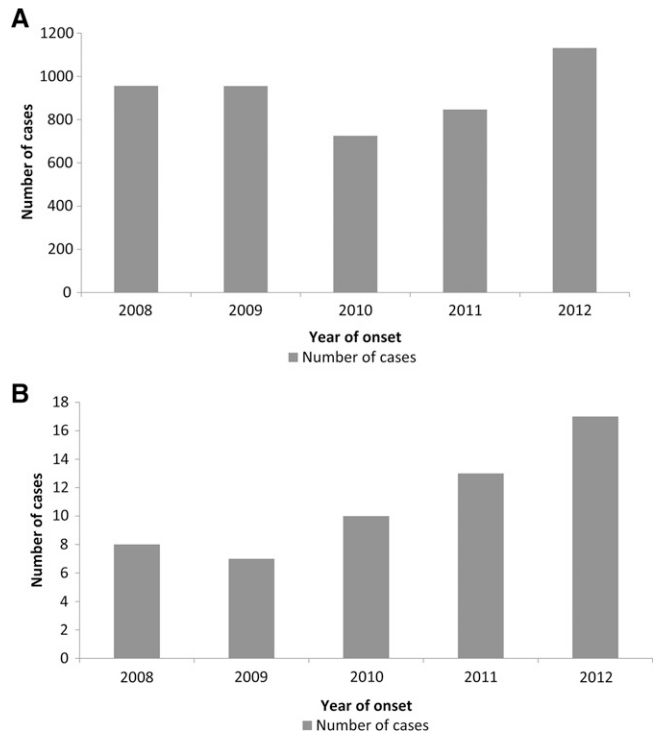 A
1200
1000
800
600
400
200
0
Number of cases
2008 2009 2010 2011 2012
Year of onset
Number of cases
B
18
16
14
12
10
8
6
4
2
0
Number of cases
2008 2009 2010 2011 2012
Year of onset
Number of cases